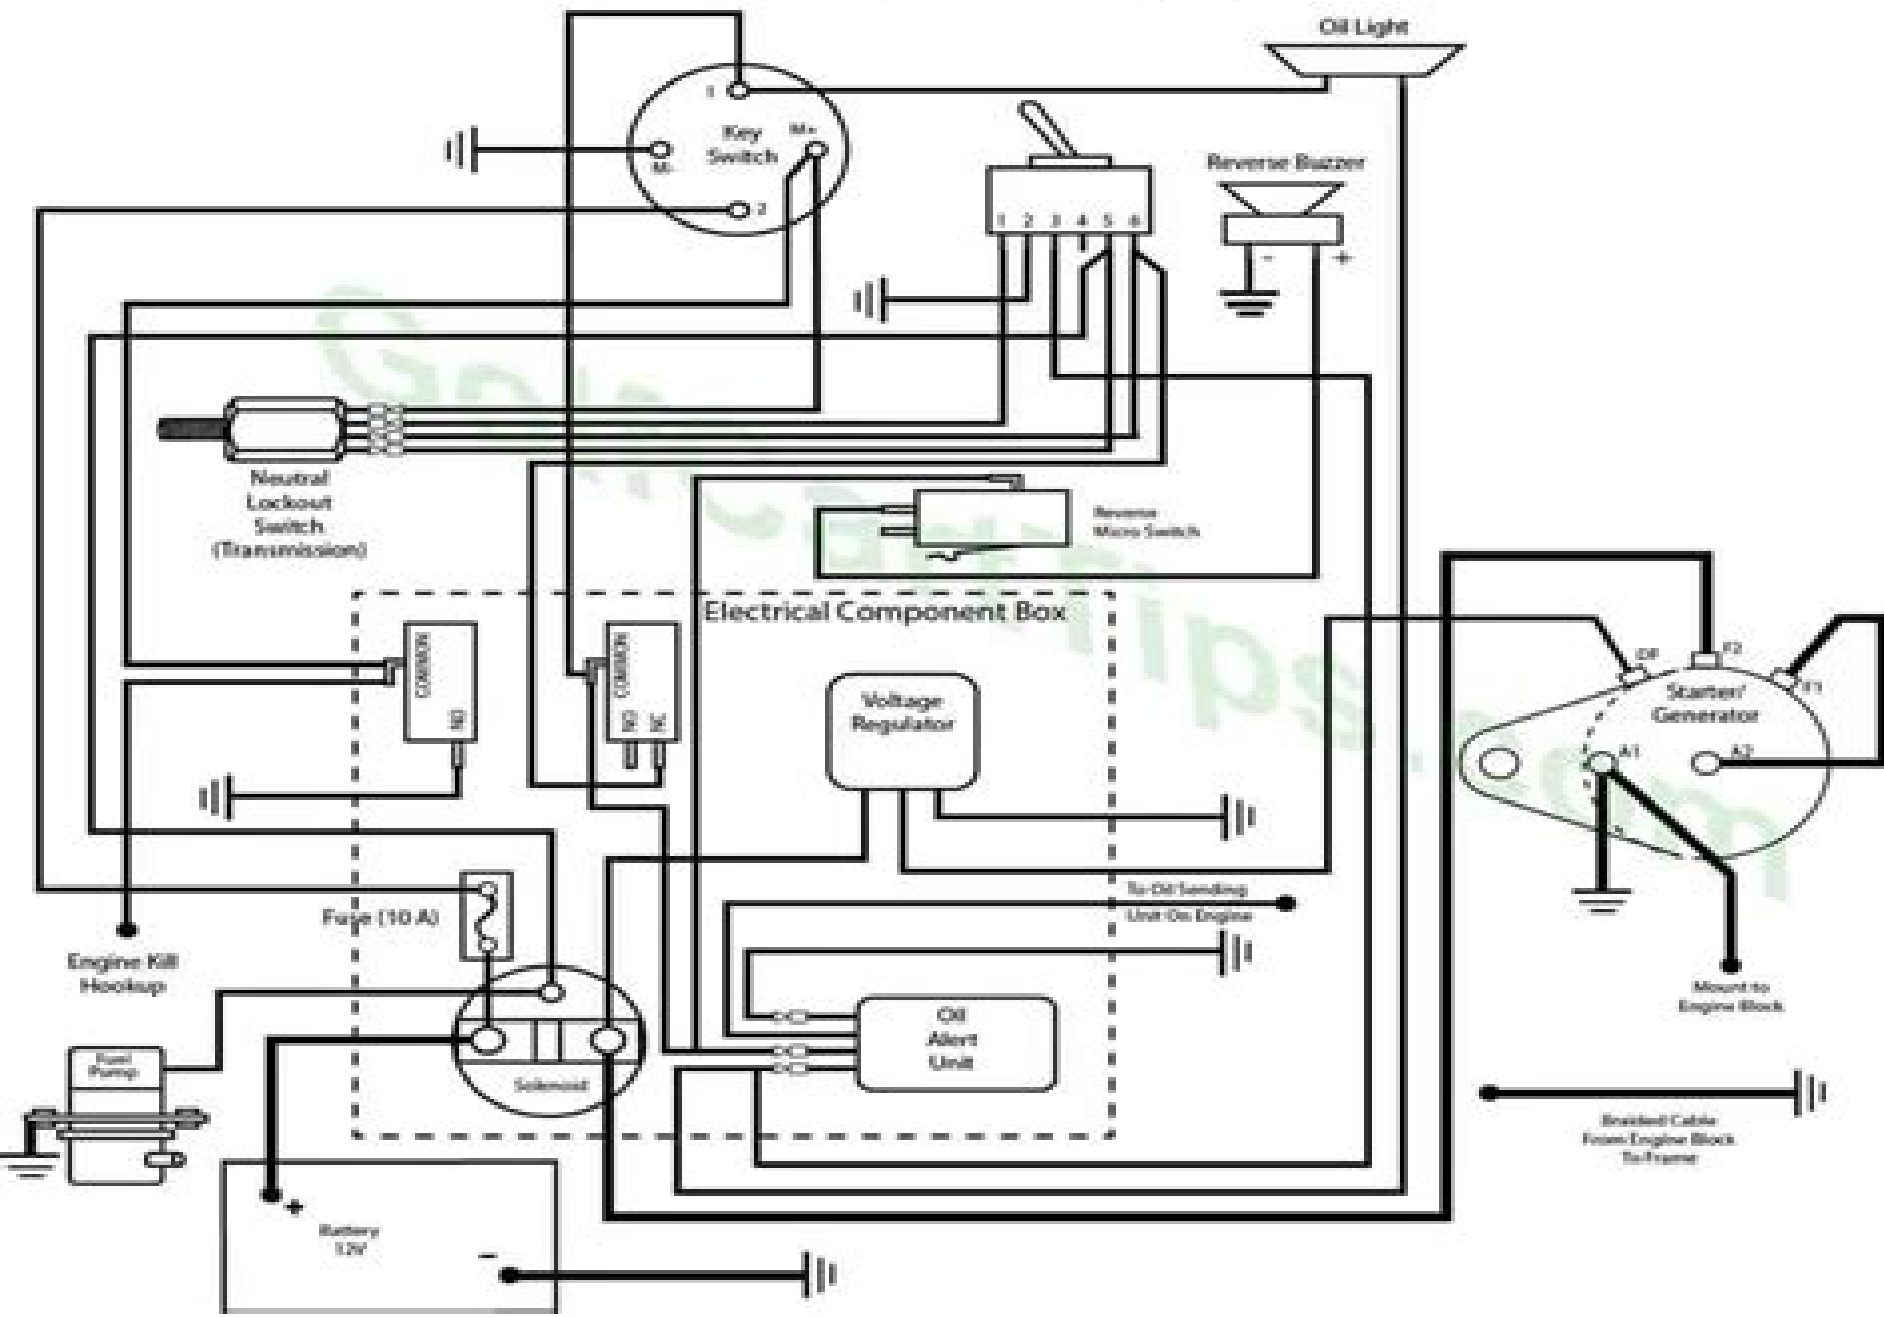 Oil Light
1
Key
Switch
M+
M-
2
Reverse Buzzer
1 2 3 4 5 6
- +
Neutral
Lockout
Switch
(Transmission)
Reverse
Micro Switch
Electrical Component Box
COMMON
NO
COMMON
NO
NC
Voltage
Regulator
DF
F2
F1
Starter/
Generator
A1
A2
To Oil Sending
Unit On Engine
Fuse (10 A)
Engine Kill
Hookup
Mount to
Engine Block
Oil
Alert
Unit
Fuel
Pump
Solenoid
Braided Cable
From Engine Block
To Frame
+
Battery
12V
-